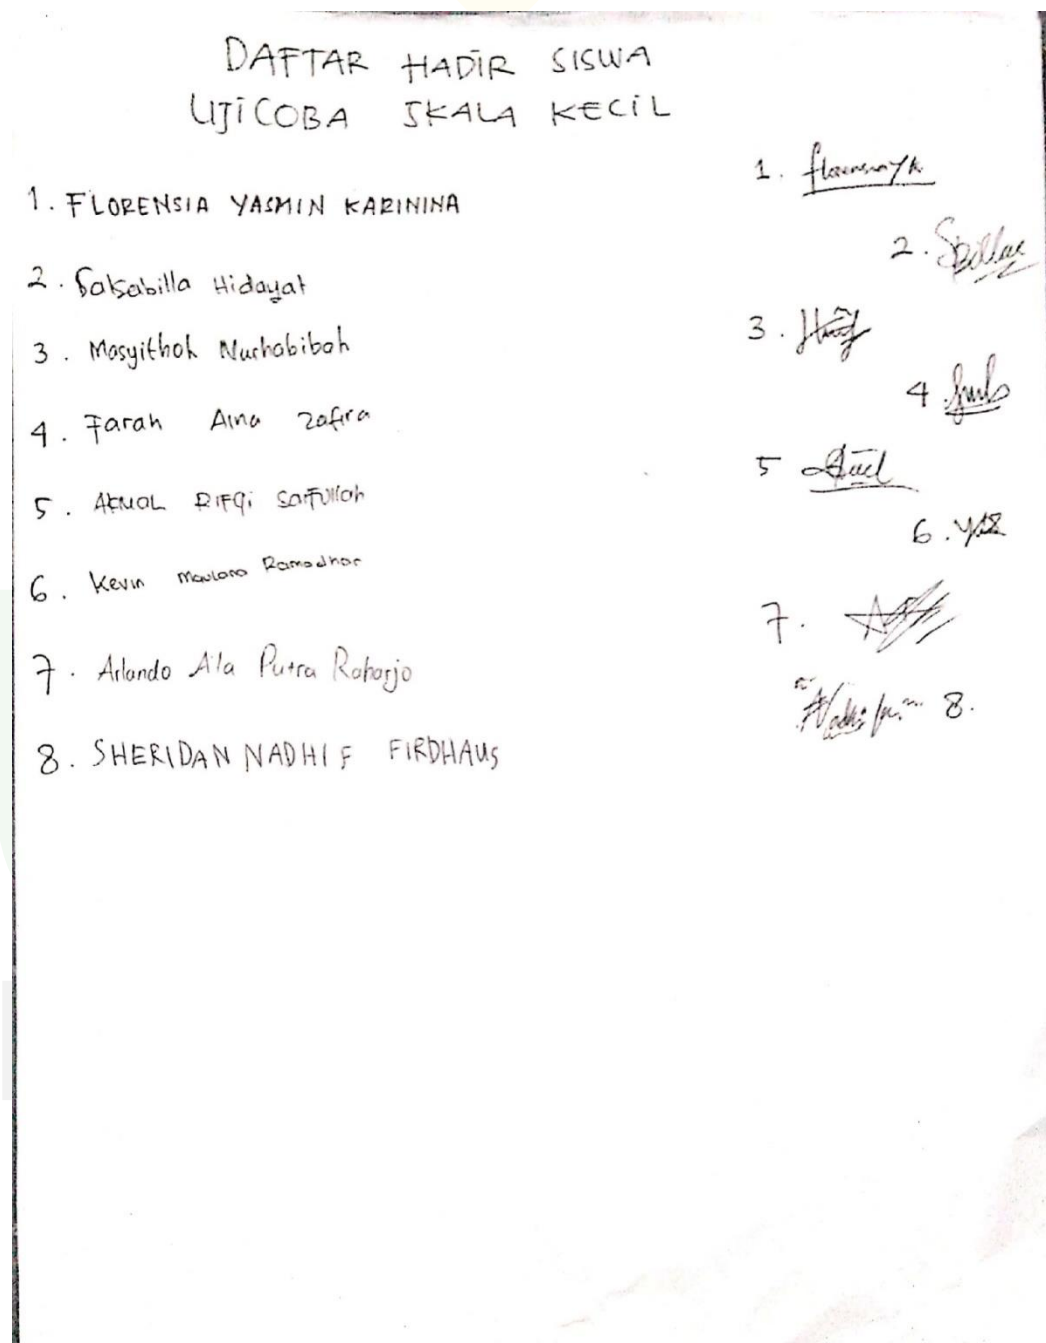 DAFTAR HADIR SISWA
UJICOBA SKALA KECIL
1. FLORENSIA YASMIN KARININA
2. Salsabilla Hidayat
3. Masyithoh Nurhabibah
4. Farah Aina Zafira
5. AKMAL RIFQi Saifullah
6. Kevin Maulana Ramadhan
7. Arlando A'la Putra Raharjo
8. SHERIDAN NADHIF FIRDHAUS
1.
2.
3.
4
5
6.
7.
8.